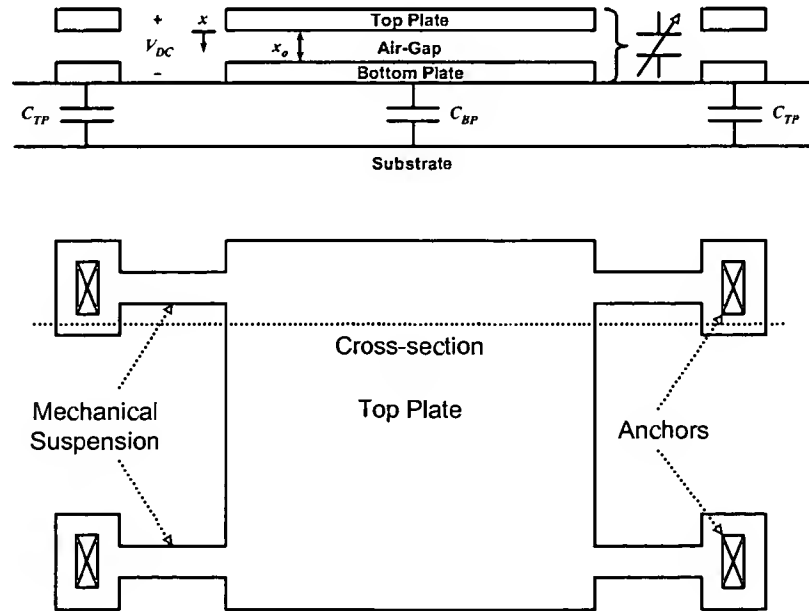 + x Top Plate
V_DC x_o Air-Gap
− Bottom Plate
C_TP C_BP C_TP
Substrate
Cross-section
Mechanical
Suspension
Top Plate
Anchors